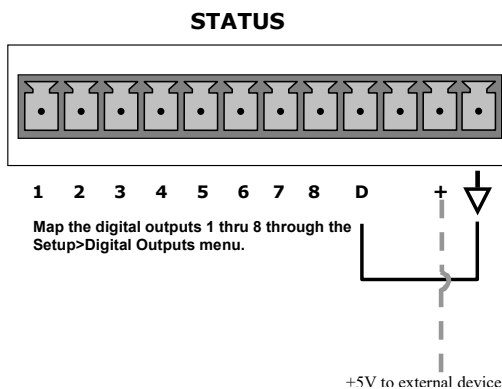 STATUS
1 2 3 4 5 6 7 8 D +
Map the digital outputs 1 thru 8 through the
Setup>Digital Outputs menu.
+5V to external device